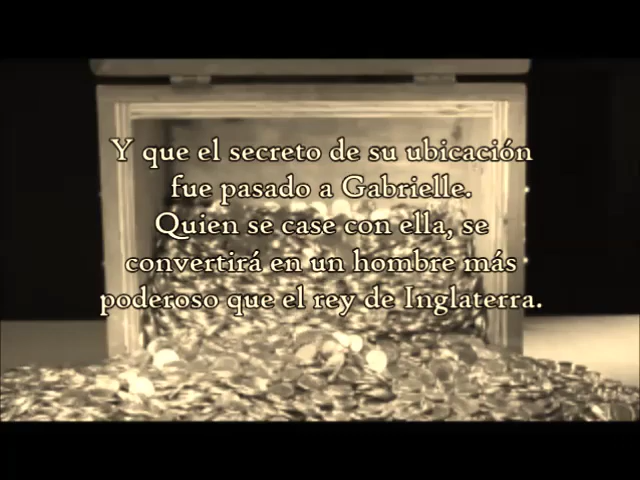 Y que el secreto de su ubicación
fue pasado a Gabrielle.
Quien se case con ella, se
convertirá en un hombre más
poderoso que el rey de Inglaterra.